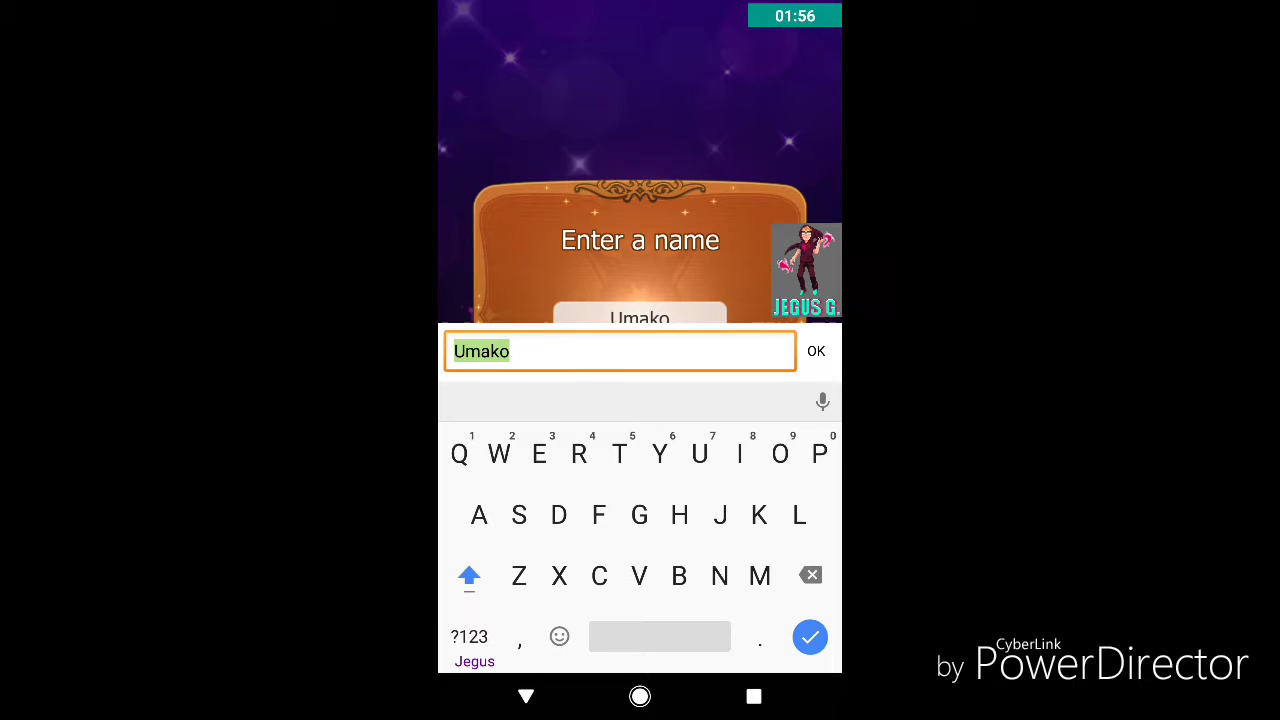 01:56
Enter a name
JEGUS G.
Umako
Umako
OK
Q 1 W 2 E 3 R 4 T 5 Y 6 U 7 I 8 O 9 P 0
A S D F G H J K L
Z X C V B N M
?123 , .
Jegus
CyberLink
by PowerDirector